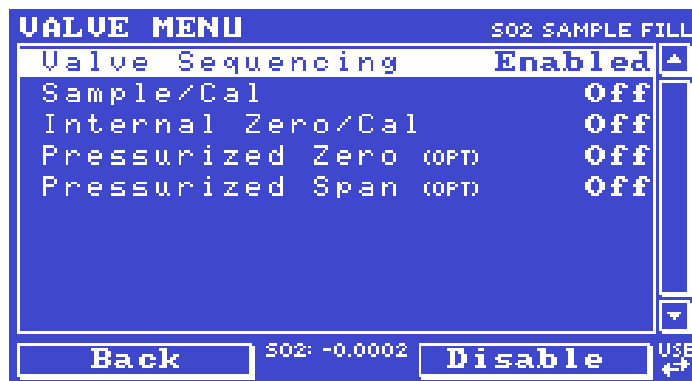 VALVE MENU SO2 SAMPLE FILL
Valve Sequencing Enabled
Sample/Cal Off
Internal Zero/Cal Off
Pressurized Zero (OPT) Off
Pressurized Span (OPT) Off
Back SO2: -0.0002 Disable USE